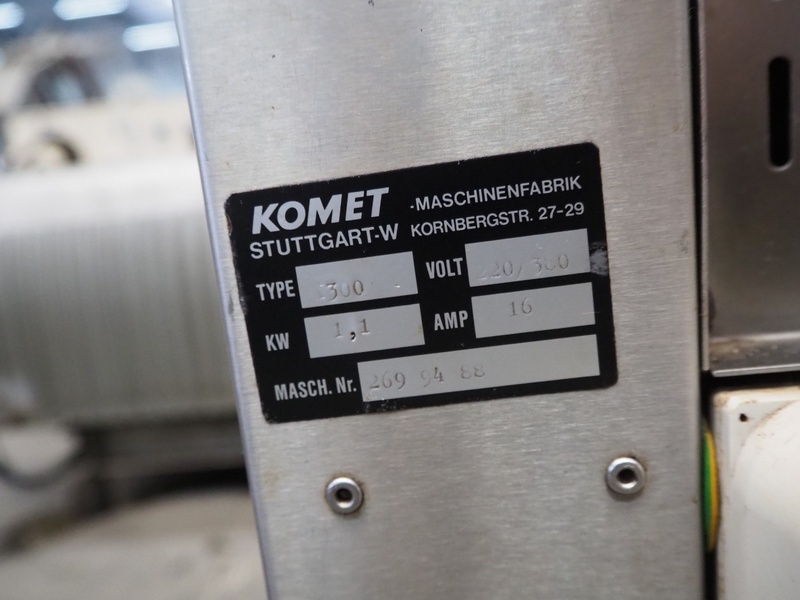 KOMET -MASCHINENFABRIK
STUTTGART-W KORNBERGSTR. 27-29
TYPE 300 VOLT 220/380
KW 1,1 AMP 16
MASCH. Nr. 269 94 88